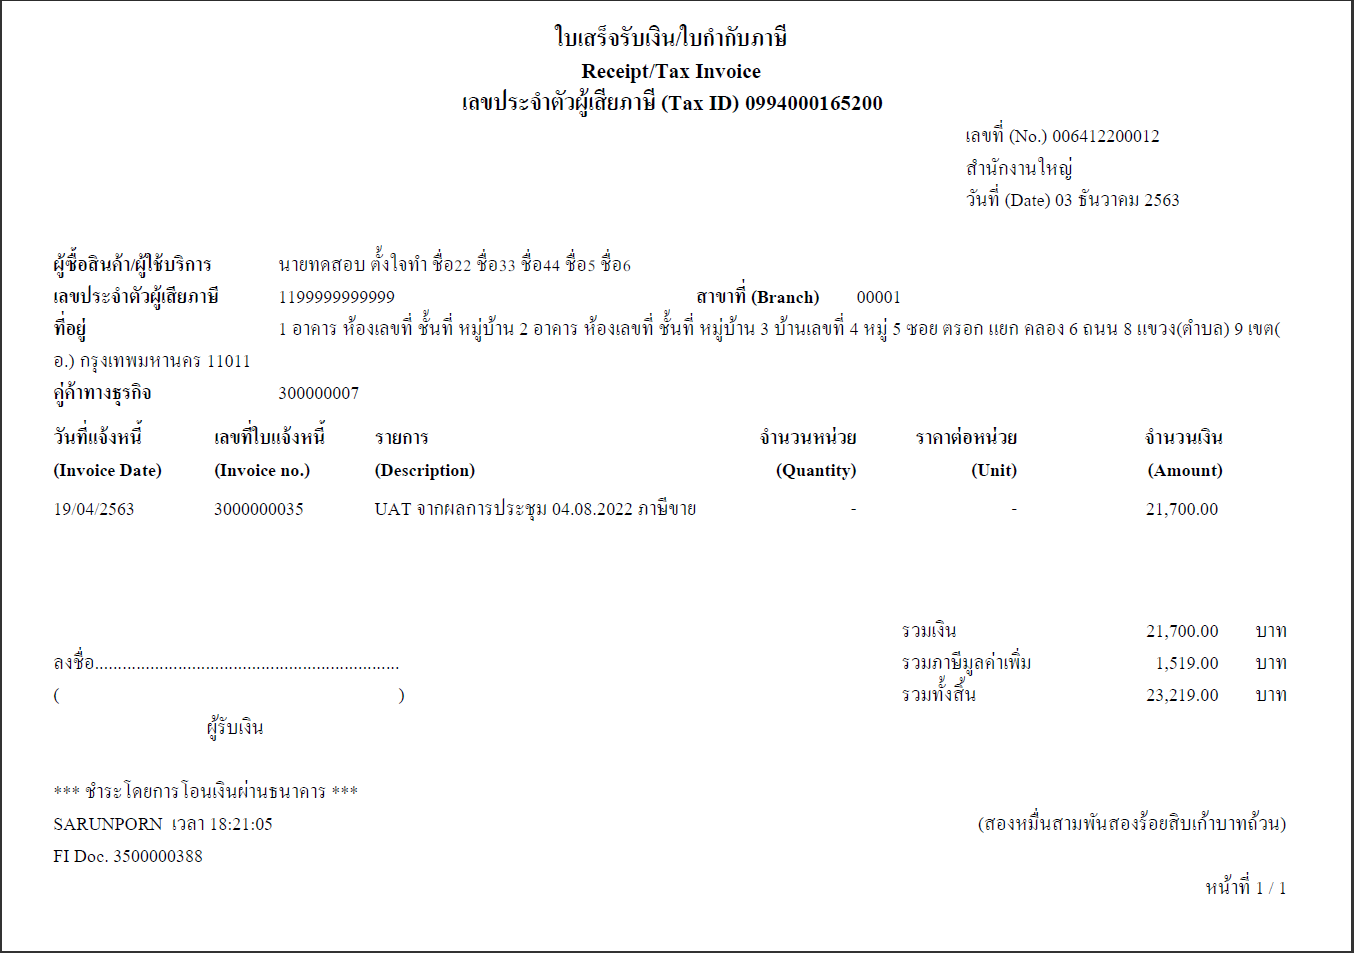 ใบเสร็จรับเงิน/ใบกำกับภาษี
Receipt/Tax Invoice
เลขประจำตัวผู้เสียภาษี (Tax ID) 0994000165200
เลขที่ (No.) 006412200012
สำนักงานใหญ่
วันที่ (Date) 03 ธันวาคม 2563
ผู้ซื้อสินค้า/ผู้ใช้บริการ นายทดสอบ ตั้งใจทำ ชื่อ22 ชื่อ33 ชื่อ44 ชื่อ5 ชื่อ6
เลขประจำตัวผู้เสียภาษี 1199999999999 สาขาที่ (Branch) 00001
ที่อยู่ 1 อาคาร ห้องเลขที่ ชั้นที่ หมู่บ้าน 2 อาคาร ห้องเลขที่ ชั้นที่ หมู่บ้าน 3 บ้านเลขที่ 4 หมู่ 5 ซอย ตรอก แยก คลอง 6 ถนน 8 แขวง(ตำบล) 9 เขต(
อ.) กรุงเทพมหานคร 11011
คู่ค้าทางธุรกิจ 300000007
วันที่แจ้งหนี้ เลขที่ใบแจ้งหนี้ รายการ จำนวนหน่วย ราคาต่อหน่วย จำนวนเงิน
(Invoice Date) (Invoice no.) (Description) (Quantity) (Unit) (Amount)
19/04/2563 3000000035 UAT จากผลการประชุม 04.08.2022 ภาษีขาย - - 21,700.00
รวมเงิน 21,700.00 บาท
ลงชื่อ.................................................................. รวมภาษีมูลค่าเพิ่ม 1,519.00 บาท
( ) รวมทั้งสิ้น 23,219.00 บาท
ผู้รับเงิน
*** ชำระโดยการโอนเงินผ่านธนาคาร ***
SARUNPORN เวลา 18:21:05 (สองหมื่นสามพันสองร้อยสิบเก้าบาทถ้วน)
FI Doc. 3500000388
หน้าที่ 1 / 1